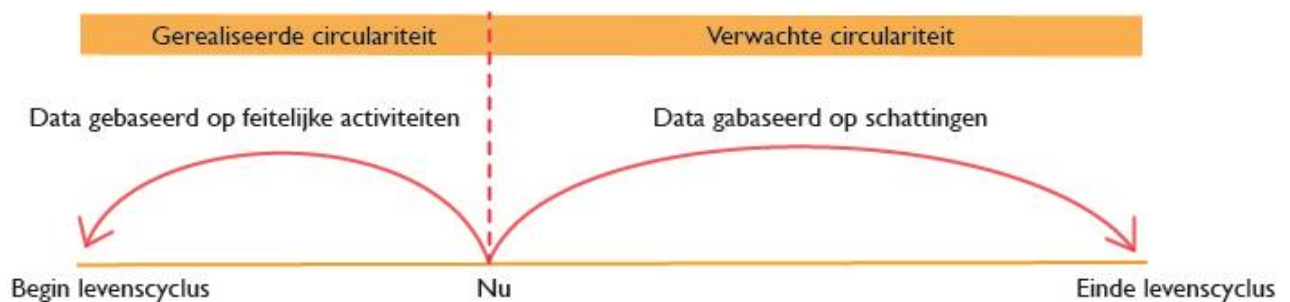 Gerealiseerde circulariteit
Verwachte circulariteit
Data gebaseerd op feitelijke activiteiten
Data gabaseerd op schattingen
Begin levenscyclus
Nu
Einde levenscyclus